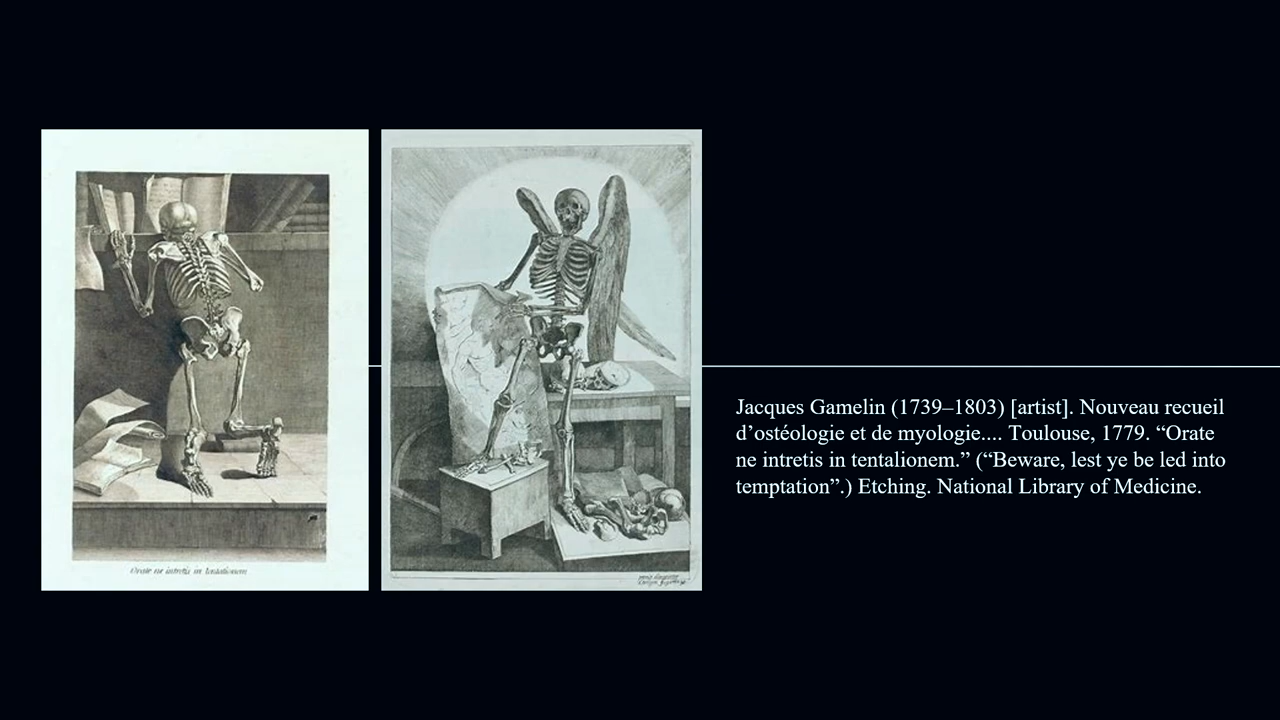 Orate ne intretis in tentationem.
Jacques Gamelin (1739–1803) [artist]. Nouveau recueil
d’ostéologie et de myologie.... Toulouse, 1779. “Orate
ne intretis in tentalionem.” (“Beware, lest ye be led into
temptation”.) Etching. National Library of Medicine.